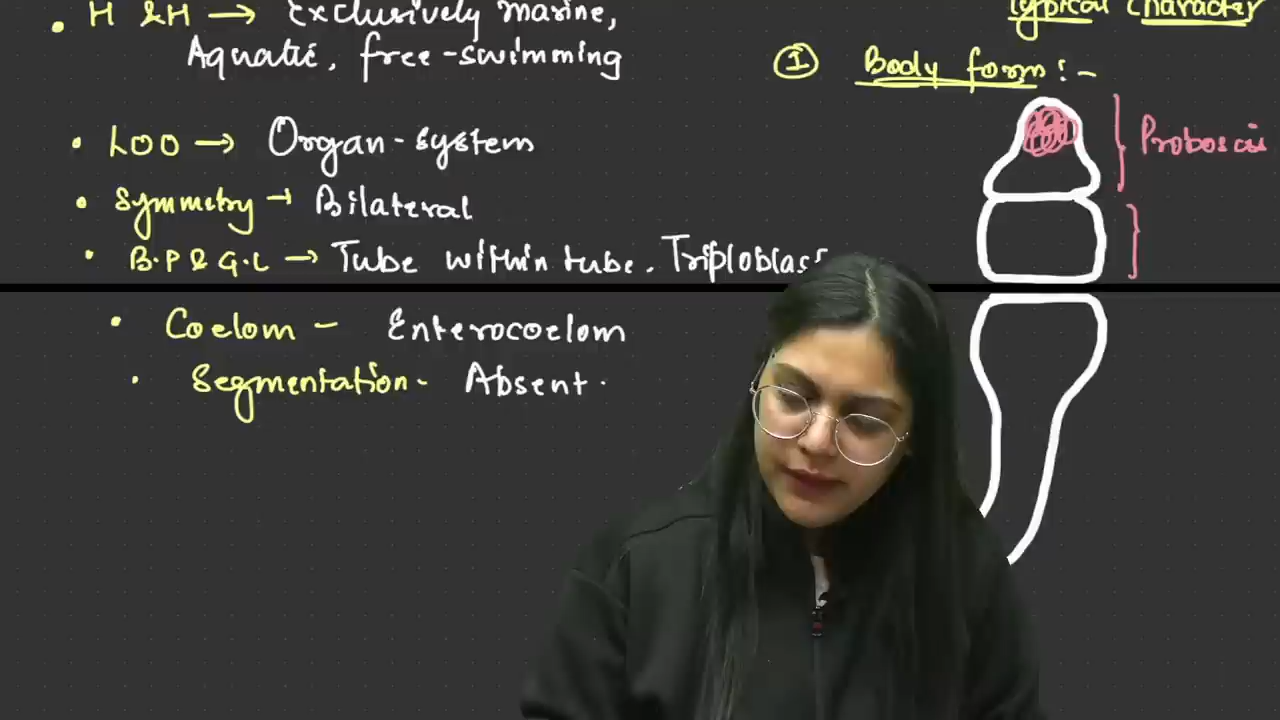 • H & H → Exclusively marine,
Aquatic, free-swimming
• LOO → Organ-system
• Symmetry → Bilateral
• B.P & G.L → Tube within tube. Triploblast
• Coelom – Enterocoelom
• Segmentation - Absent.
Typical Character
① Body form :-
Proboscis